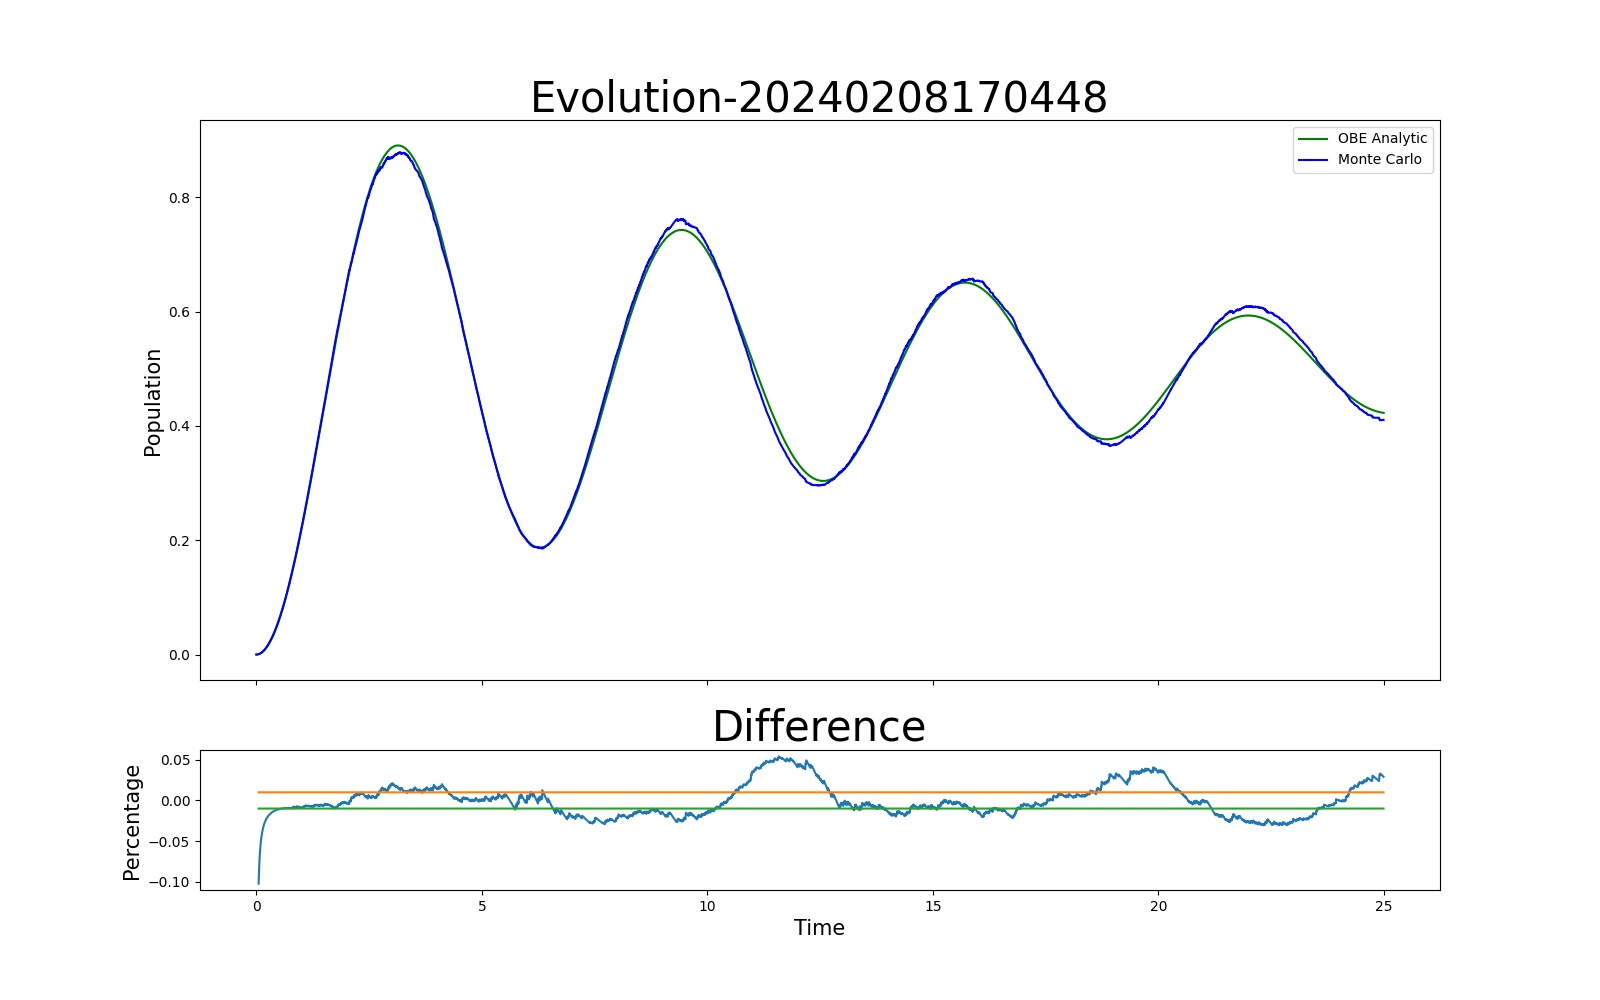 Evolution-20240208170448
OBE Analytic
Monte Carlo
Population
0.8
0.6
0.4
0.2
0.0
Difference
Percentage
0.05
0.00
−0.05
−0.10
0 5 10 15 20 25
Time